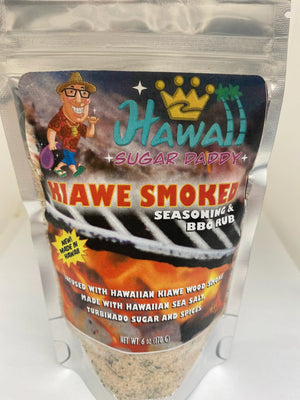 HAWAII
SUGAR DADDY
KIAWE SMOKED
SEASONING &
BBQ RUB
NEW!
MADE IN
HAWAII
INFUSED WITH HAWAIIAN KIAWE WOOD SMOKE
MADE WITH HAWAIIAN SEA SALT,
TURBINADO SUGAR AND SPICES
NET WT 6 oz (170 G)